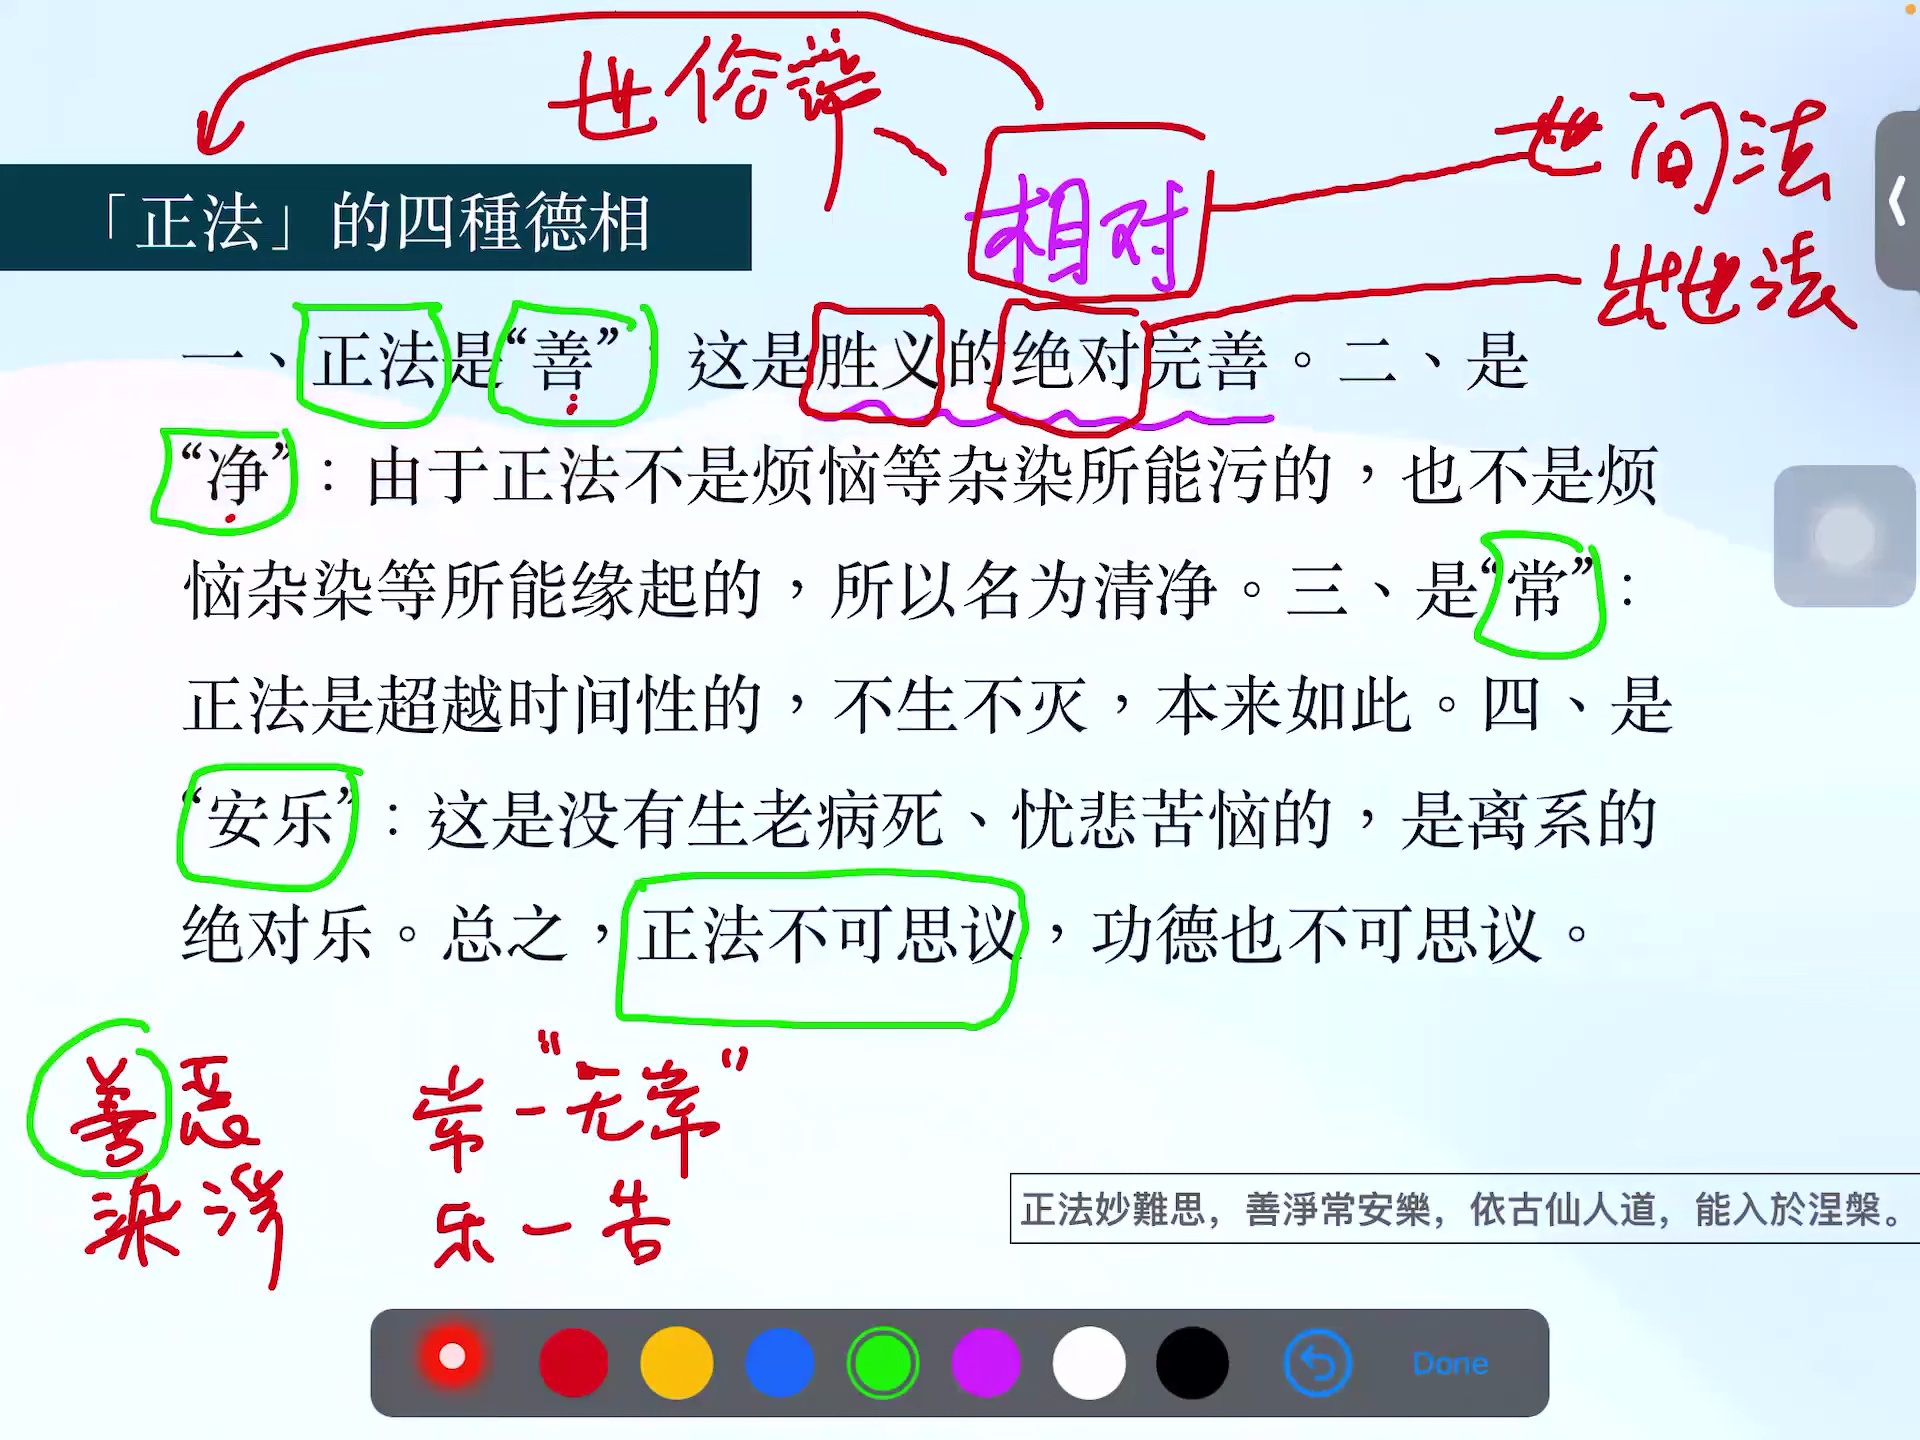 世俗谛
相对
世间法
出世法
「正法」的四種德相
一、正法是“善” 这是胜义的绝对完善。二、是
“净”：由于正法不是烦恼等杂染所能污的，也不是烦
恼杂染等所能缘起的，所以名为清净。三、是“常”：
正法是超越时间性的，不生不灭，本来如此。四、是
“安乐”：这是没有生老病死、忧悲苦恼的，是离系的
绝对乐。总之，正法不可思议，功德也不可思议。
善恶 常-"无常"
染净 乐-苦
正法妙難思，善淨常安樂，依古仙人道，能入於涅槃。
Done